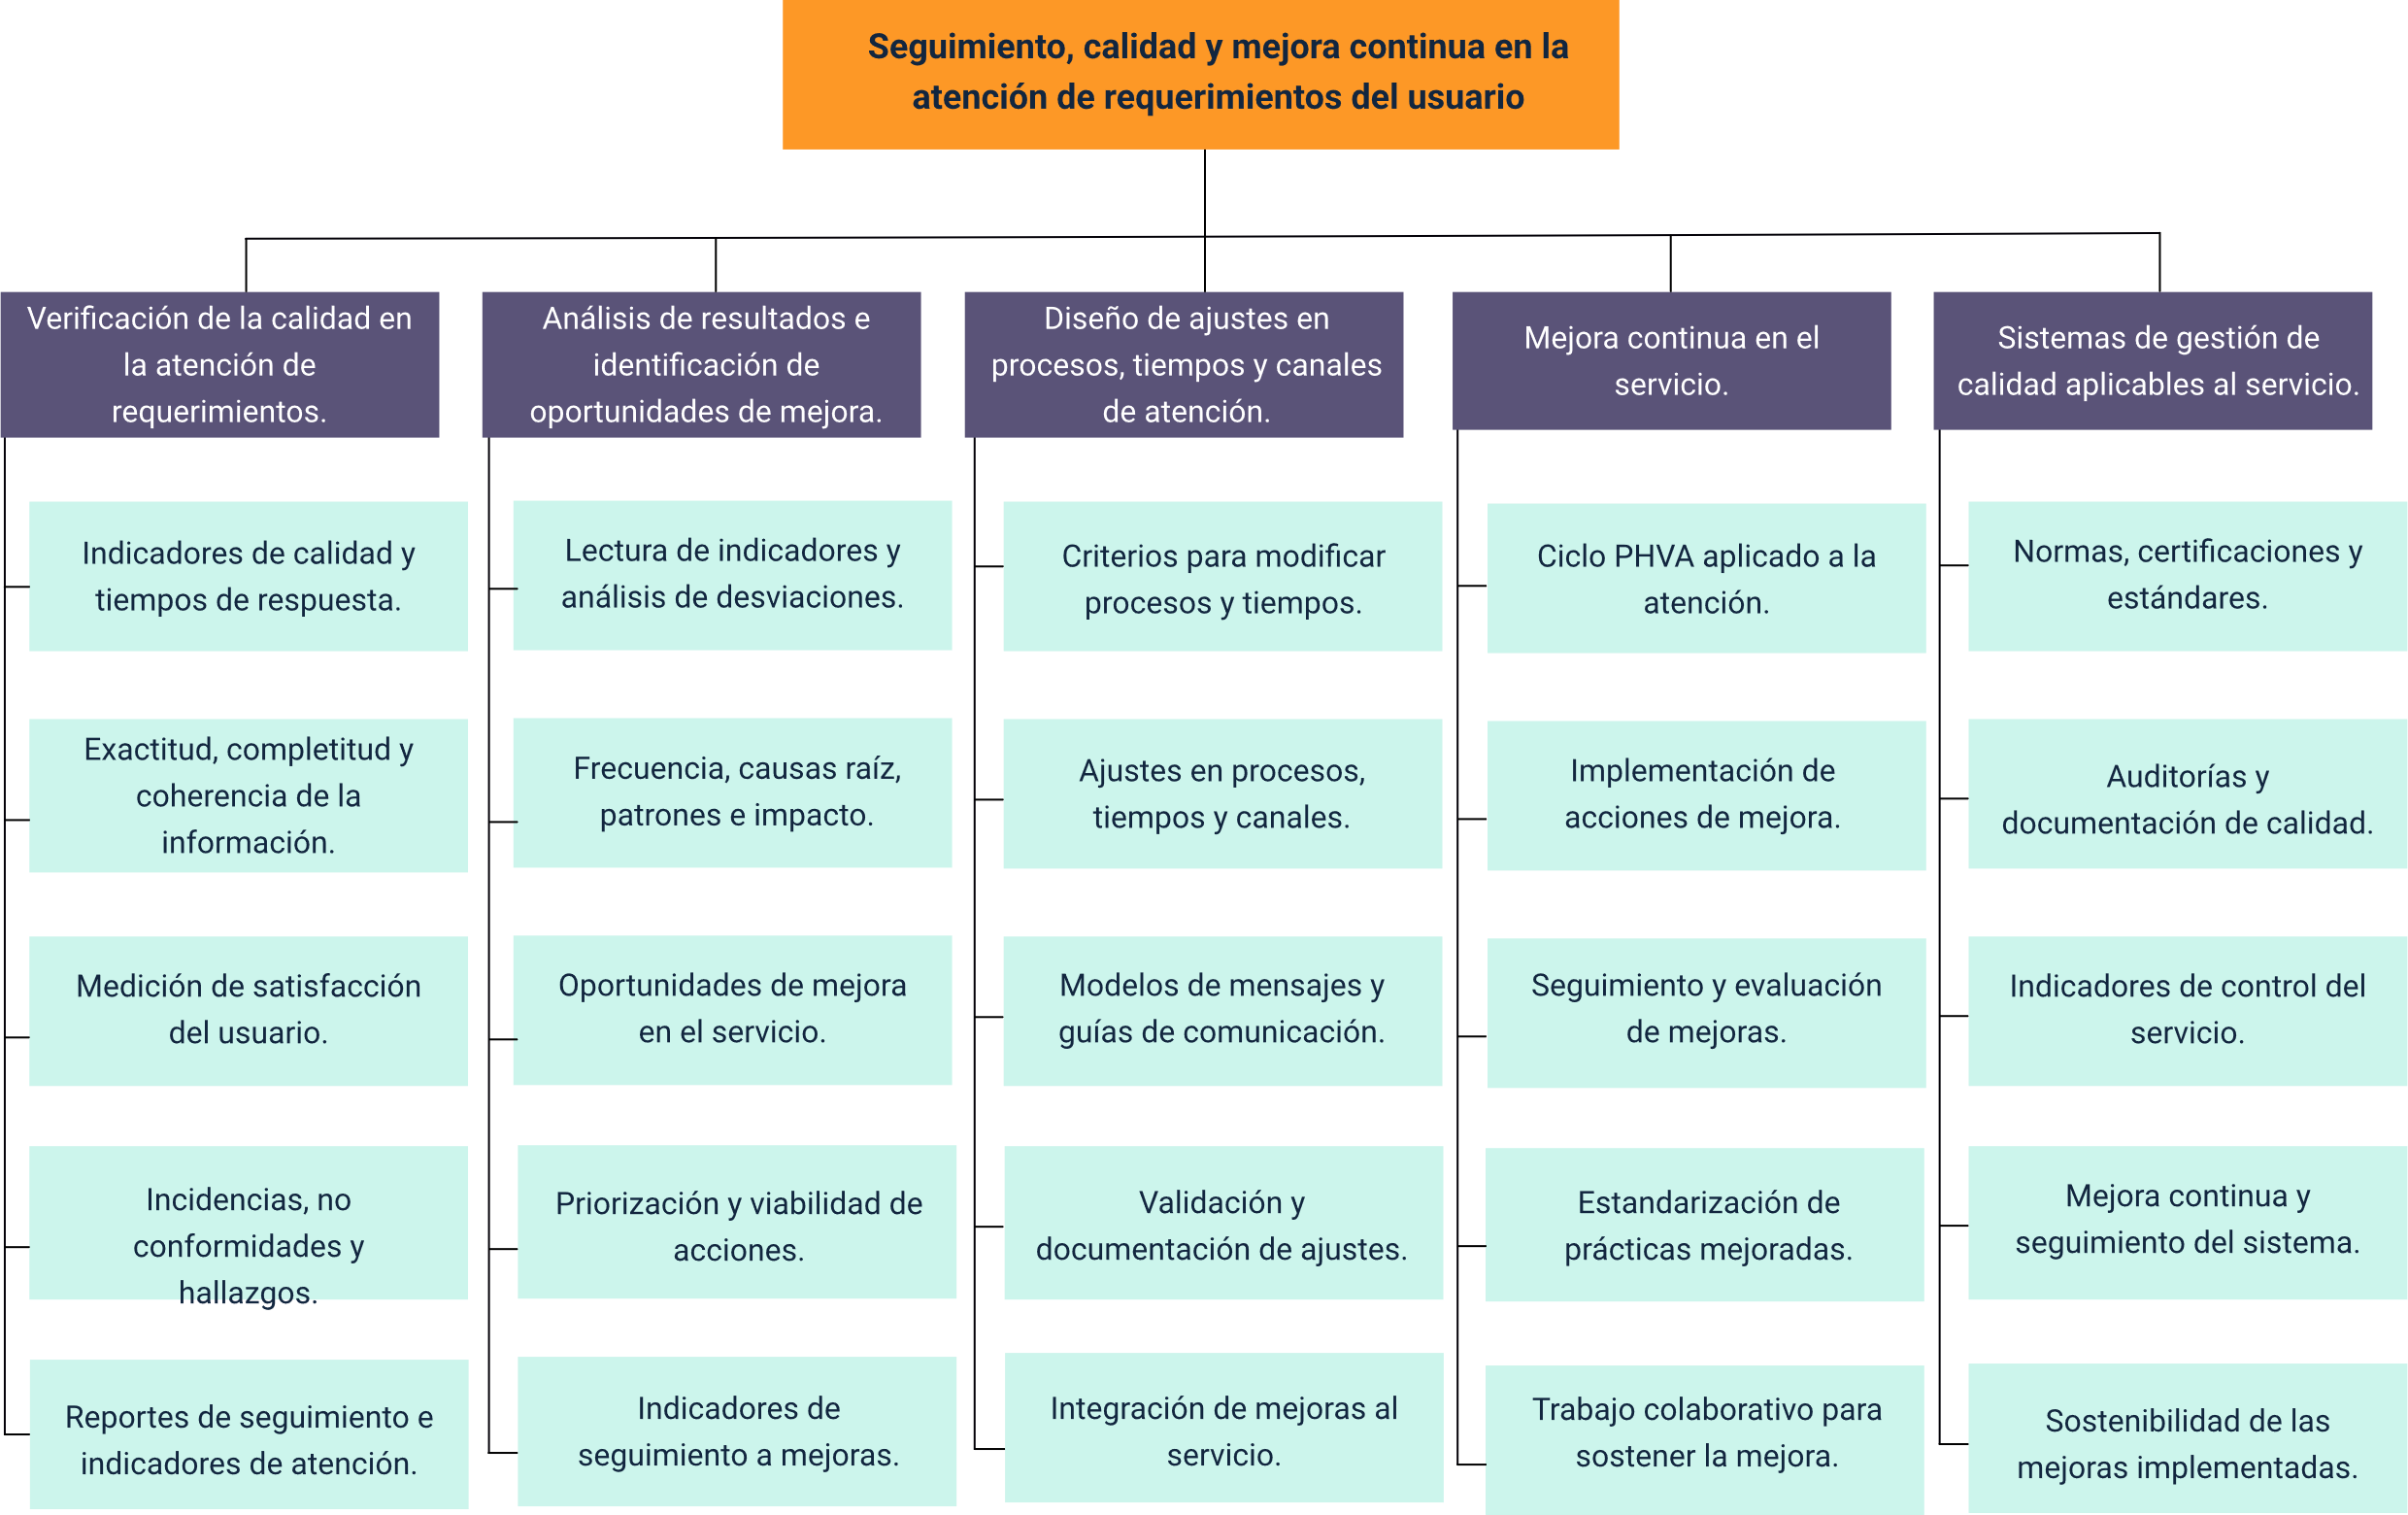 Seguimiento, calidad y mejora continua en la
atención de requerimientos del usuario
Verificación de la calidad en
la atención de
requerimientos.
Indicadores de calidad y
tiempos de respuesta.
Exactitud, completitud y
coherencia de la
información.
Medición de satisfacción
del usuario.
Incidencias, no
conformidades y
hallazgos.
Reportes de seguimiento e
indicadores de atención.
Análisis de resultados e
identificación de
oportunidades de mejora.
Lectura de indicadores y
análisis de desviaciones.
Frecuencia, causas raíz,
patrones e impacto.
Oportunidades de mejora
en el servicio.
Priorización y viabilidad de
acciones.
Indicadores de
seguimiento a mejoras.
Diseño de ajustes en
procesos, tiempos y canales
de atención.
Criterios para modificar
procesos y tiempos.
Ajustes en procesos,
tiempos y canales.
Modelos de mensajes y
guías de comunicación.
Validación y
documentación de ajustes.
Integración de mejoras al
servicio.
Mejora continua en el
servicio.
Ciclo PHVA aplicado a la
atención.
Implementación de
acciones de mejora.
Seguimiento y evaluación
de mejoras.
Estandarización de
prácticas mejoradas.
Trabajo colaborativo para
sostener la mejora.
Sistemas de gestión de
calidad aplicables al servicio.
Normas, certificaciones y
estándares.
Auditorías y
documentación de calidad.
Indicadores de control del
servicio.
Mejora continua y
seguimiento del sistema.
Sostenibilidad de las
mejoras implementadas.